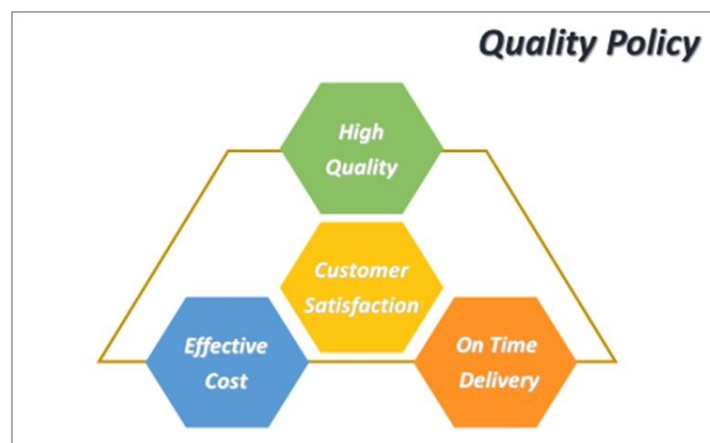 Quality Policy
High
Quality
Customer
Satisfaction
Effective
Cost
On Time
Delivery